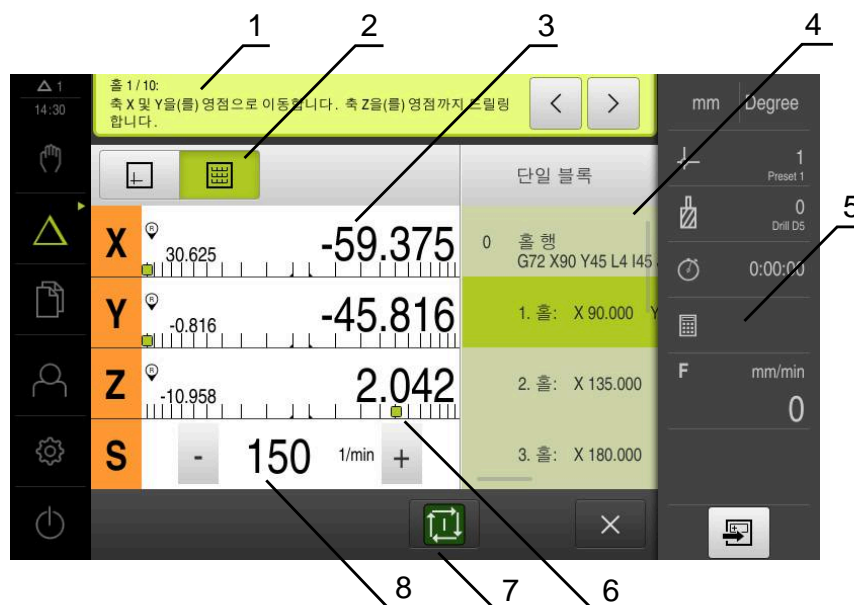 1
2
3
4
1
14:30
홀 1 / 10:
축 X 및 Y을(를) 영점으로 이동합니다. 축 Z을(를) 영점까지 드릴링
합니다.
mm Degree
단일 블록
1
Preset 1
0
Drill D5
5
X
R
30.625
-59.375
0 홀 행
G72 X90 Y45 L4 I45
0:00:00
Y
R
-0.816
-45.816
1. 홀: X 90.000 Y
Z
R
-10.958
2.042
2. 홀: X 135.000
F mm/min
0
S
-
150
1/min
+
3. 홀: X 180.000
8
7
6